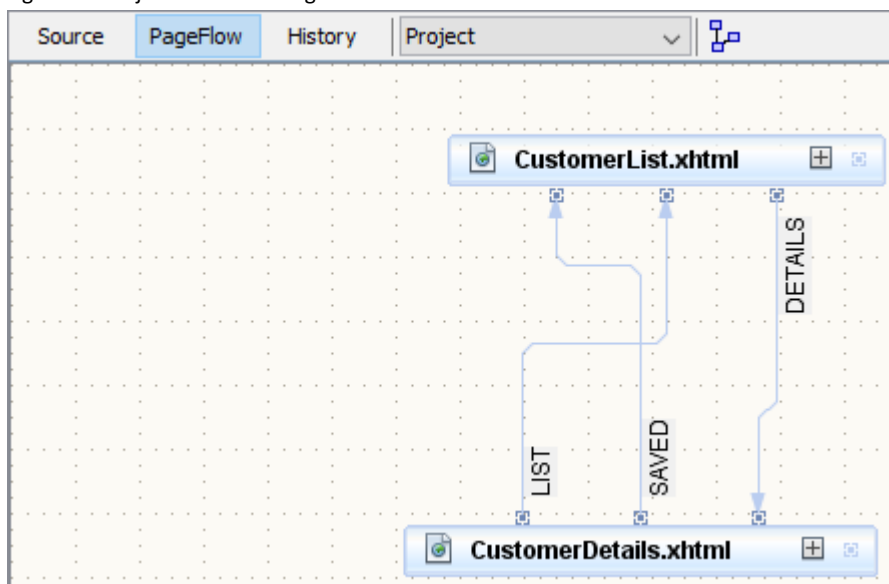 Source PageFlow History Project
CustomerList.xhtml
DETAILS
LIST
SAVED
CustomerDetails.xhtml